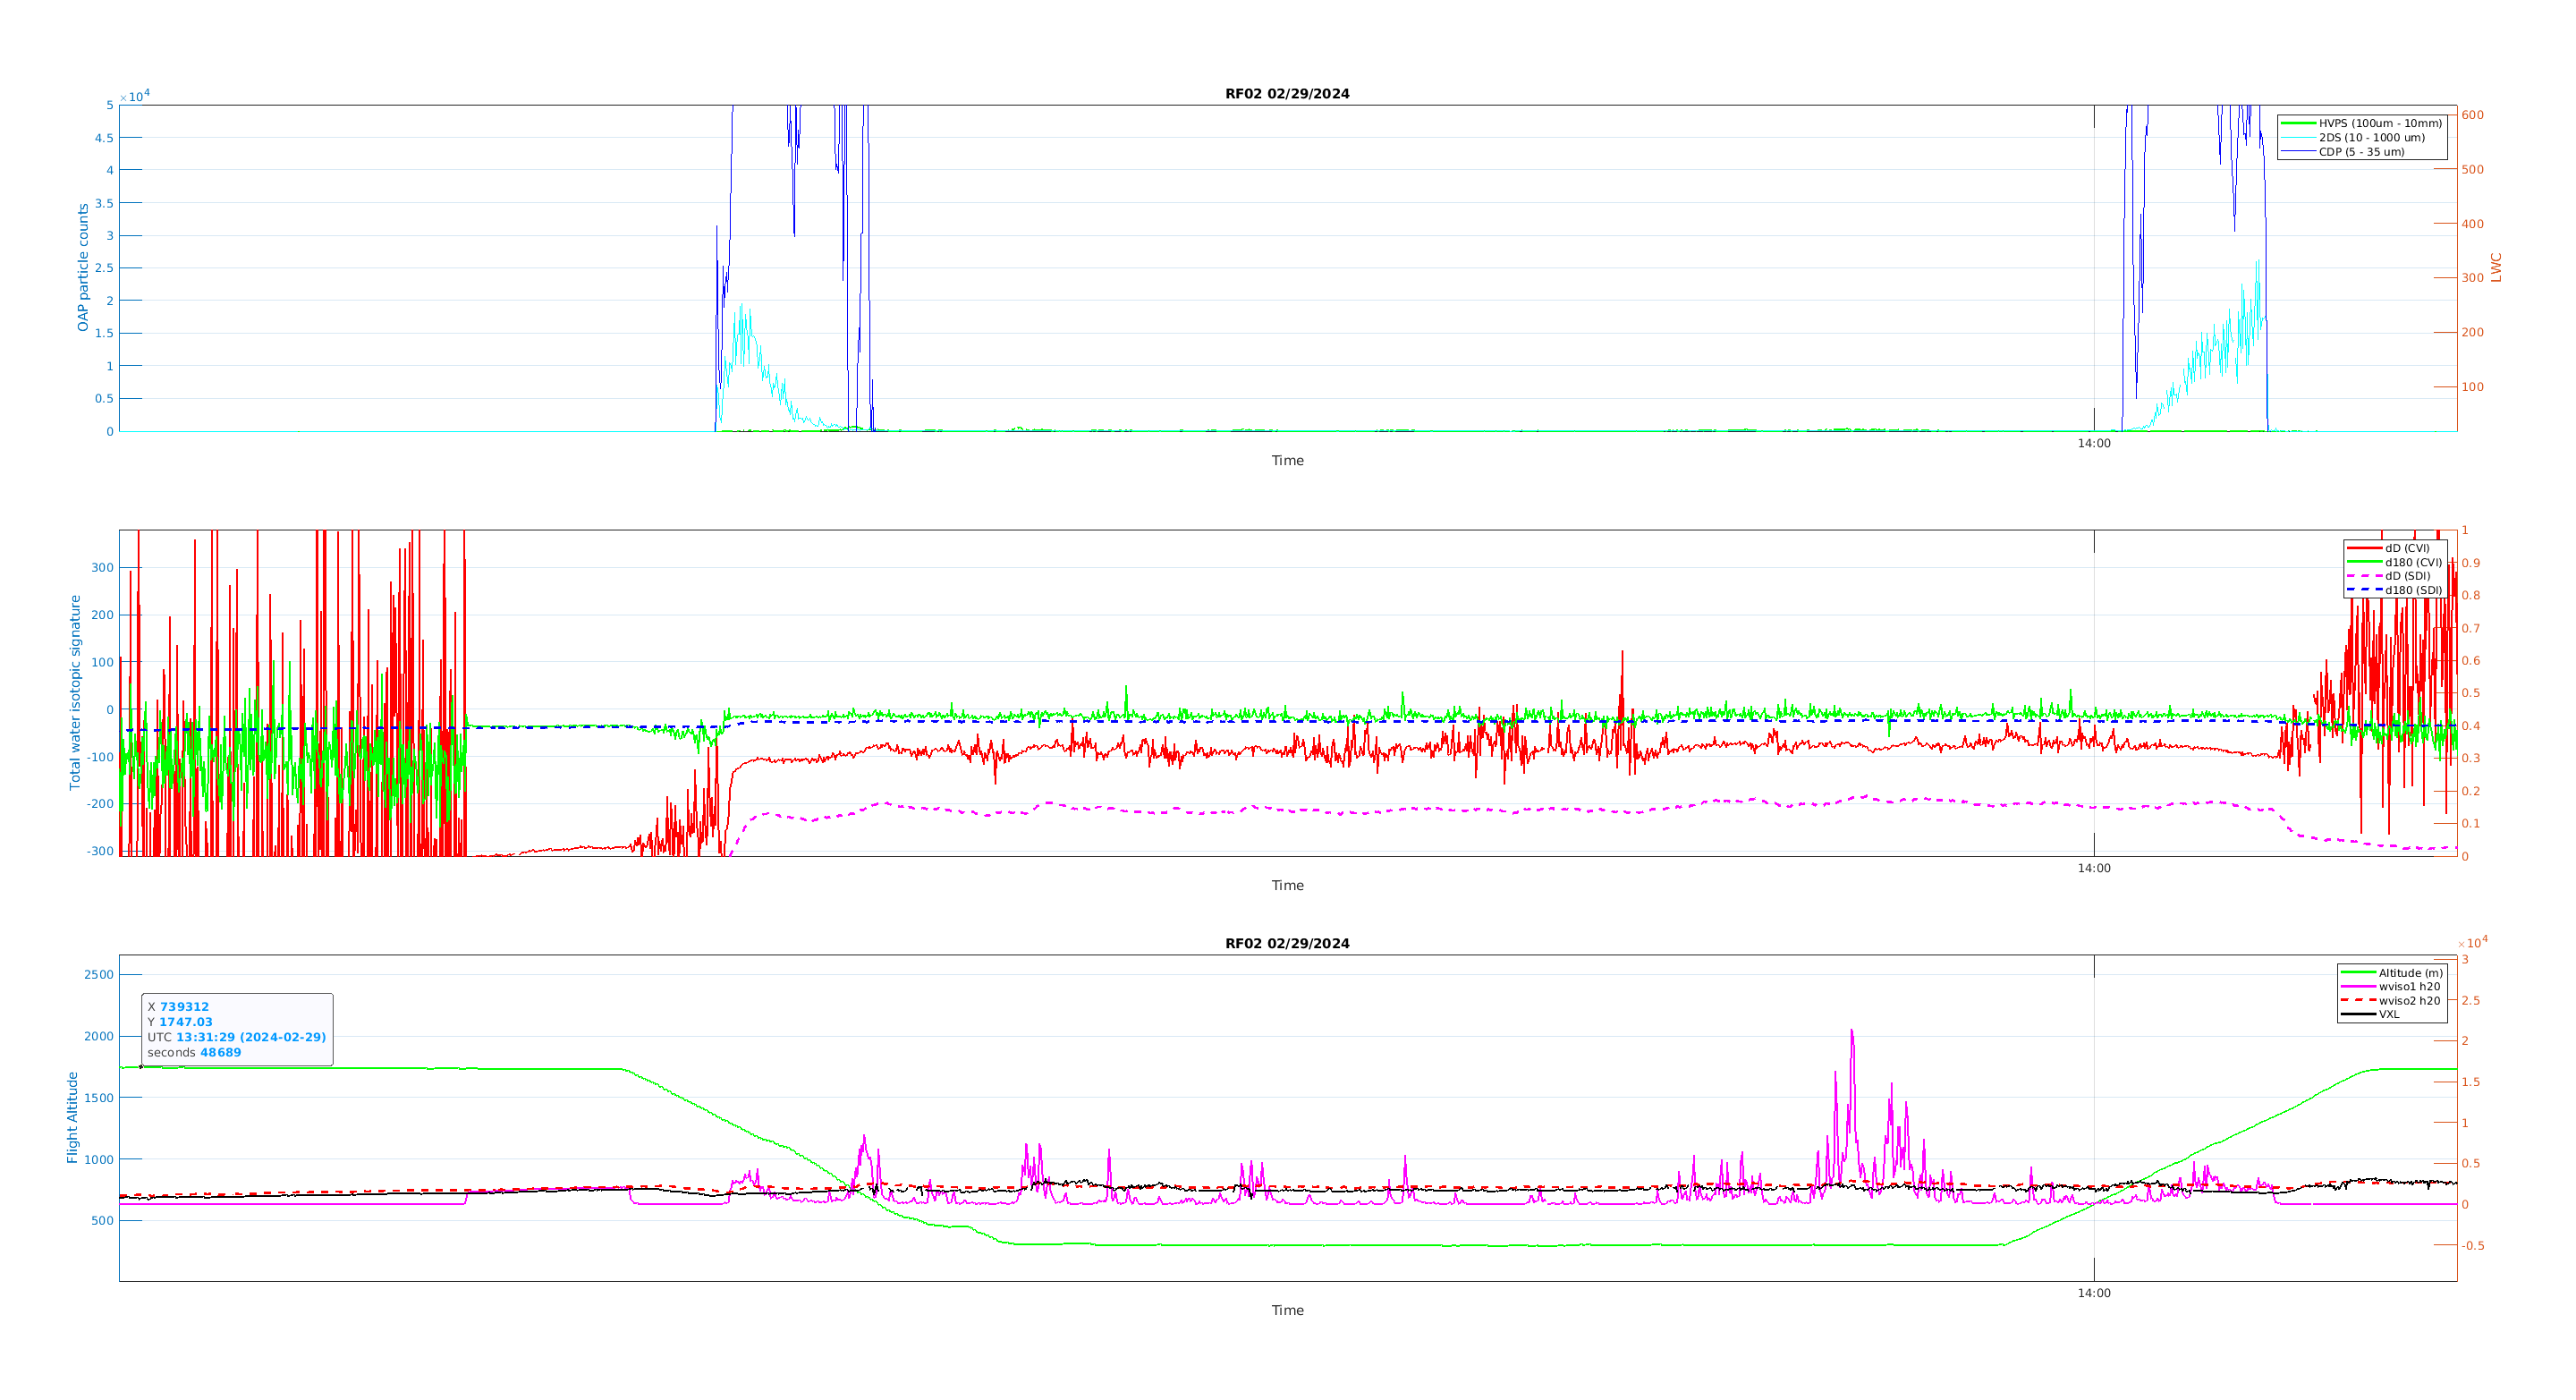 RF02 02/29/2024
×10⁴
5
4.5
4
3.5
3
2.5
2
1.5
1
0.5
0
OAP particle counts
600
500
400
300
200
100
LWC
HVPS (100um - 10mm)
2DS (10 - 1000 um)
CDP (5 - 35 um)
14:00
Time
300
200
100
0
-100
-200
-300
Total water isotopic signature
1
0.9
0.8
0.7
0.6
0.5
0.4
0.3
0.2
0.1
0
dD (CVI)
d180 (CVI)
dD (SDI)
d180 (SDI)
14:00
Time
RF02 02/29/2024
2500
2000
1500
1000
500
Flight Altitude
×10⁴
3
2.5
2
1.5
1
0.5
0
-0.5
Altitude (m)
wviso1 h20
wviso2 h20
VXL
X 739312
Y 1747.03
UTC 13:31:29 (2024-02-29)
seconds 48689
14:00
Time